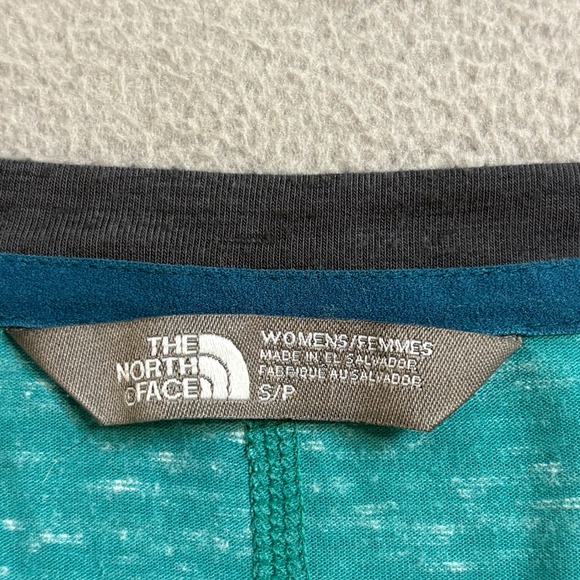 THE
NORTH
FACE
WOMENS/FEMMES
MADE IN EL SALVADOR
FABRIQUE AU SALVADOR
S/P